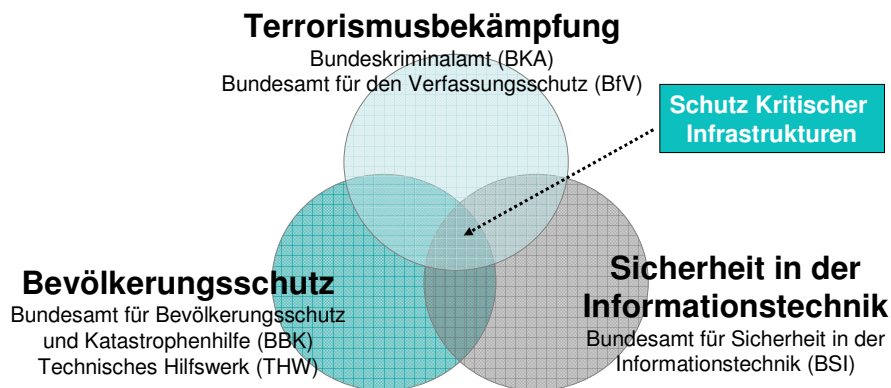 Terrorismusbekämpfung
Bundeskriminalamt (BKA)
Bundesamt für den Verfassungsschutz (BfV)
Schutz Kritischer
Infrastrukturen
Bevölkerungsschutz
Bundesamt für Bevölkerungsschutz
und Katastrophenhilfe (BBK)
Technisches Hilfswerk (THW)
Sicherheit in der
Informationstechnik
Bundesamt für Sicherheit in der
Informationstechnik (BSI)